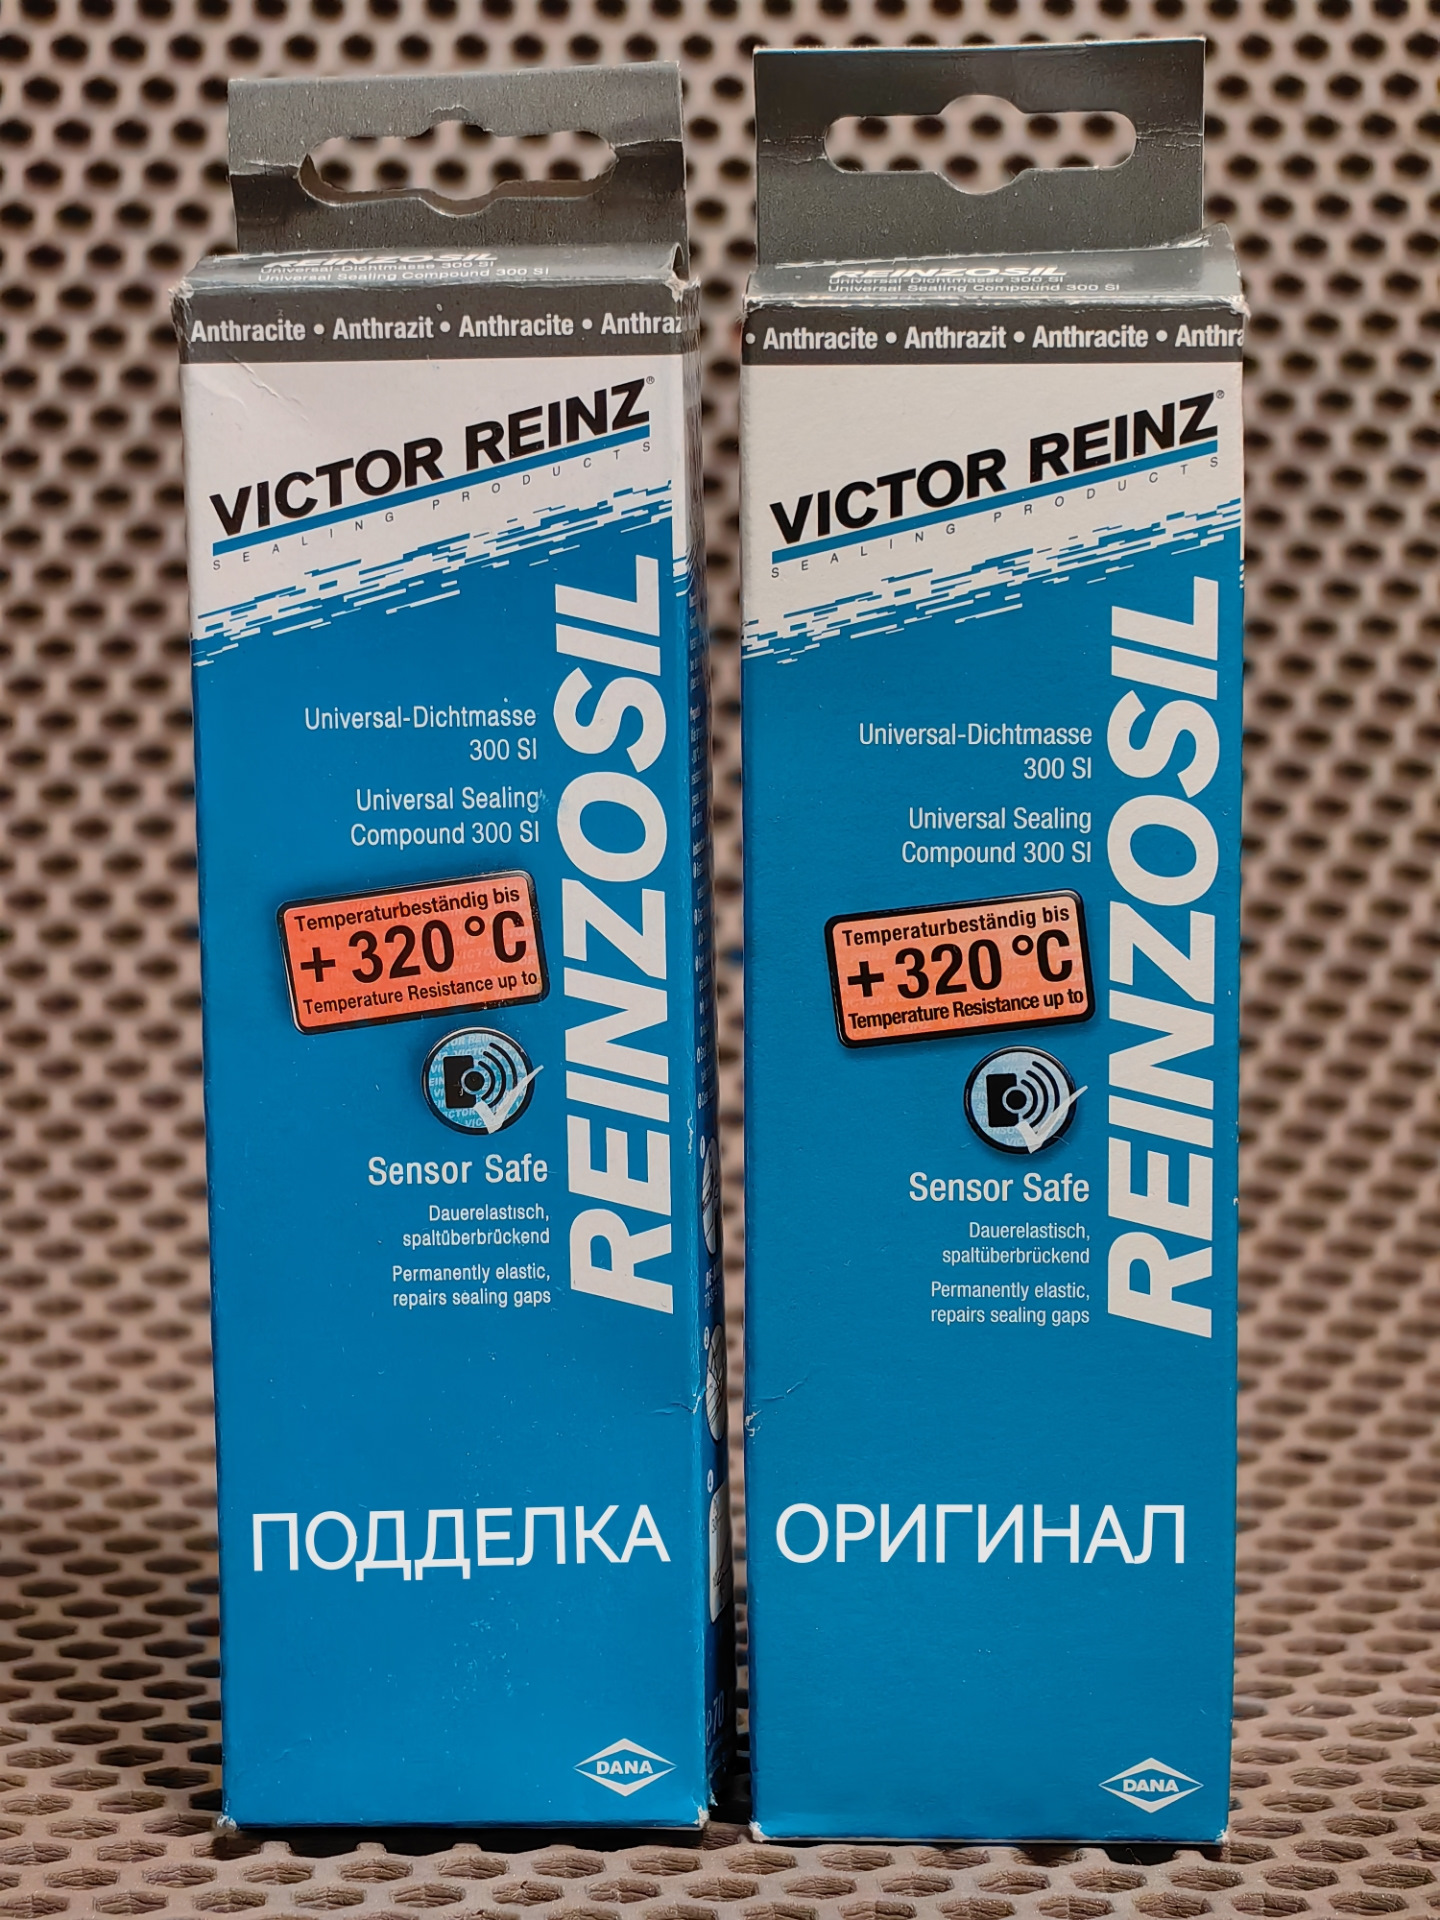 REINZOSIL
Universal-Dichtmasse 300 SI
Universal Sealing Compound 300 SI
Anthracite • Anthrazit • Anthracite • Anthraz
VICTOR REINZ®
SEALING PRODUCTS
REINZOSIL
Universal-Dichtmasse
300 SI
Universal Sealing
Compound 300 SI
Temperaturbeständig bis
+ 320 °C
Temperature Resistance up to
Sensor Safe
Dauerelastisch,
spaltüberbrückend
Permanently elastic,
repairs sealing gaps
ПОДДЕЛКА
DANA
REINZOSIL
Universal-Dichtmasse 300 SI
Universal Sealing Compound 300 SI
• Anthracite • Anthrazit • Anthracite • Anthra
VICTOR REINZ®
SEALING PRODUCTS
REINZOSIL
Universal-Dichtmasse
300 SI
Universal Sealing
Compound 300 SI
Temperaturbeständig bis
+ 320 °C
Temperature Resistance up to
Sensor Safe
Dauerelastisch,
spaltüberbrückend
Permanently elastic,
repairs sealing gaps
ОРИГИНАЛ
DANA